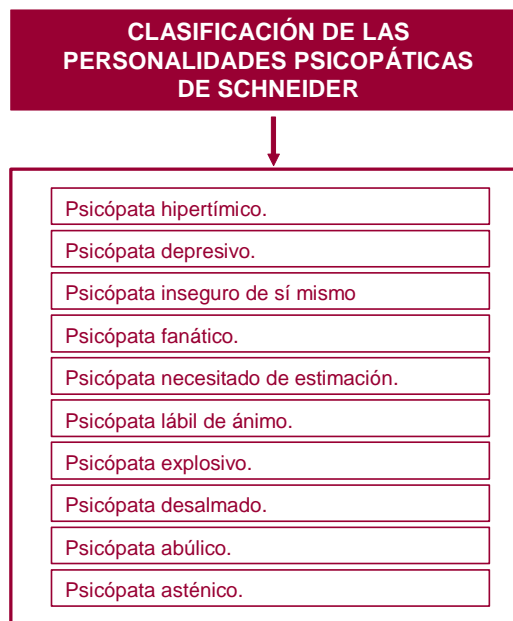 CLASIFICACIÓN DE LAS
PERSONALIDADES PSICOPÁTICAS
DE SCHNEIDER
Psicópata hipertímico.
Psicópata depresivo.
Psicópata inseguro de sí mismo
Psicópata fanático.
Psicópata necesitado de estimación.
Psicópata lábil de ánimo.
Psicópata explosivo.
Psicópata desalmado.
Psicópata abúlico.
Psicópata asténico.